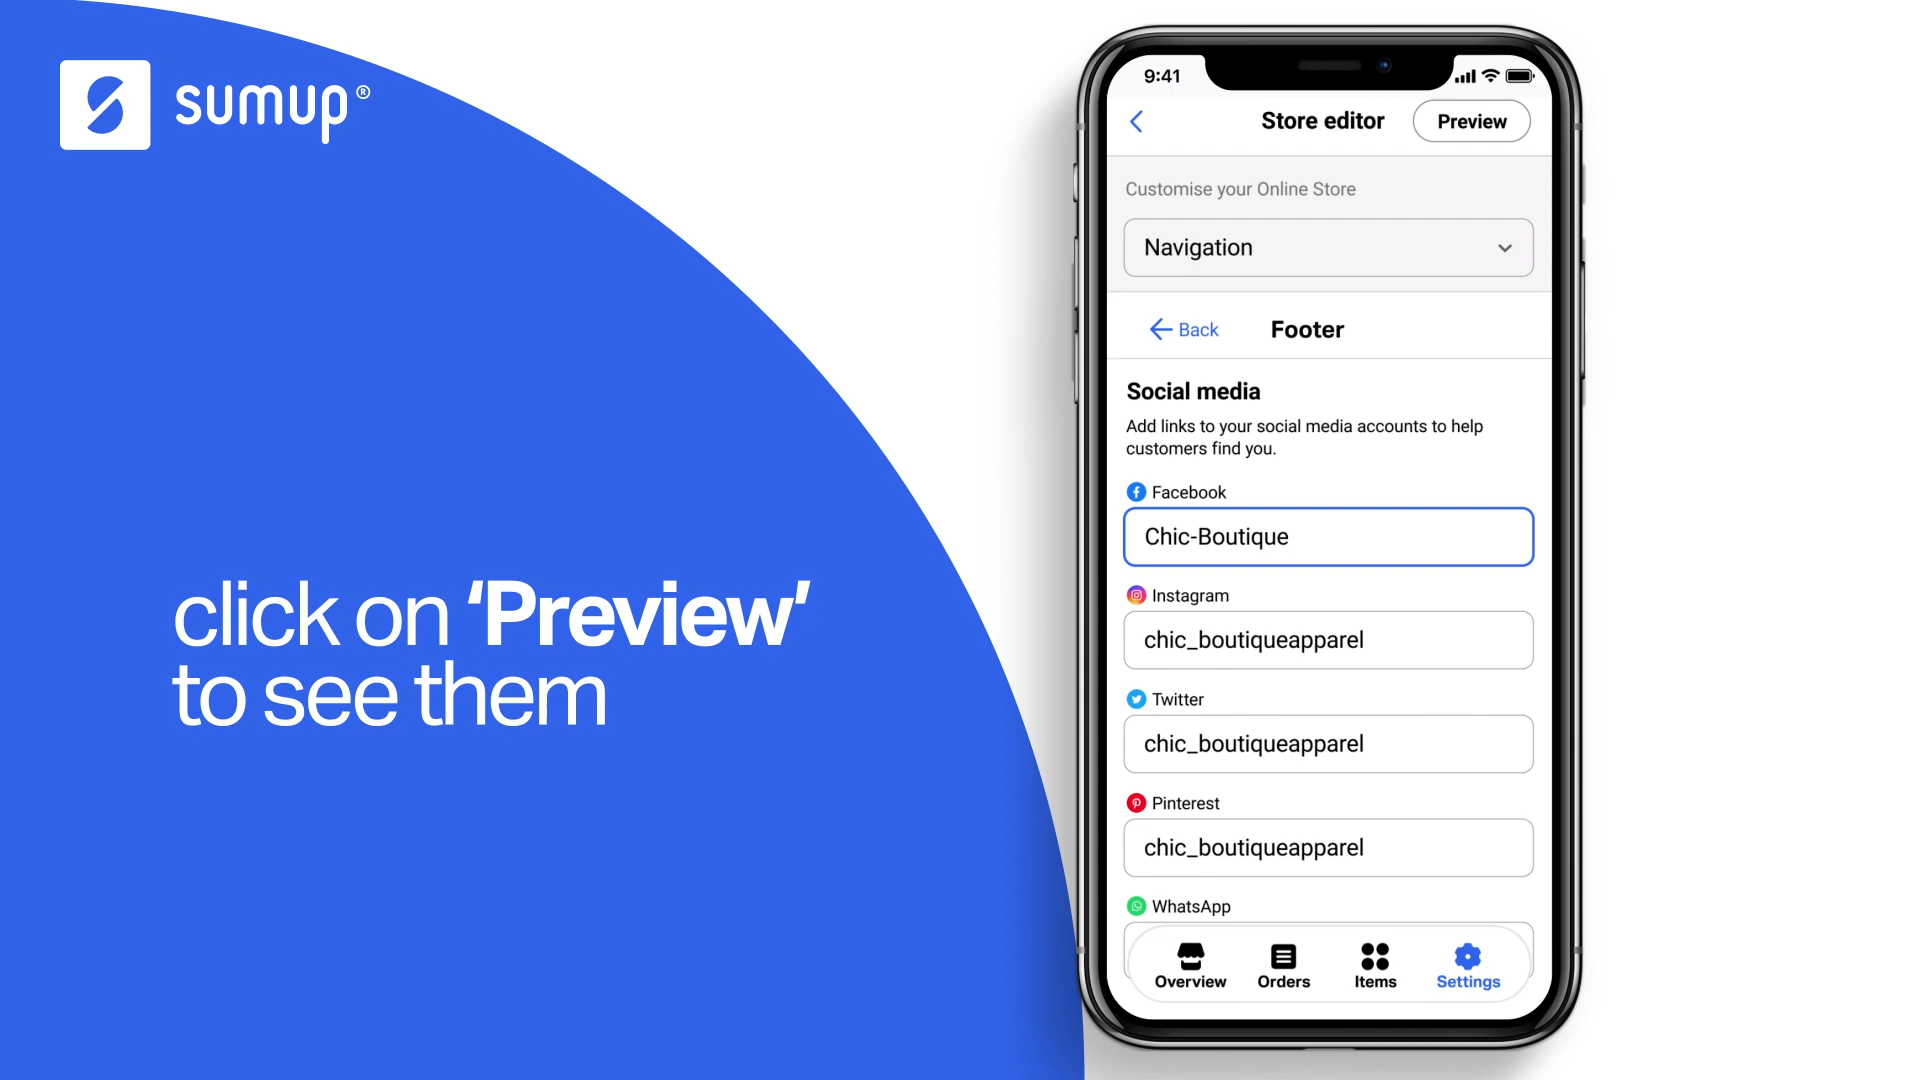 sumup®
click on ‘Preview’
to see them
9:41
Store editor
Preview
Customise your Online Store
Navigation
Back
Footer
Social media
Add links to your social media accounts to help
customers find you.
Facebook
Chic-Boutique
Instagram
chic_boutiqueapparel
Twitter
chic_boutiqueapparel
Pinterest
chic_boutiqueapparel
WhatsApp
Overview
Orders
Items
Settings